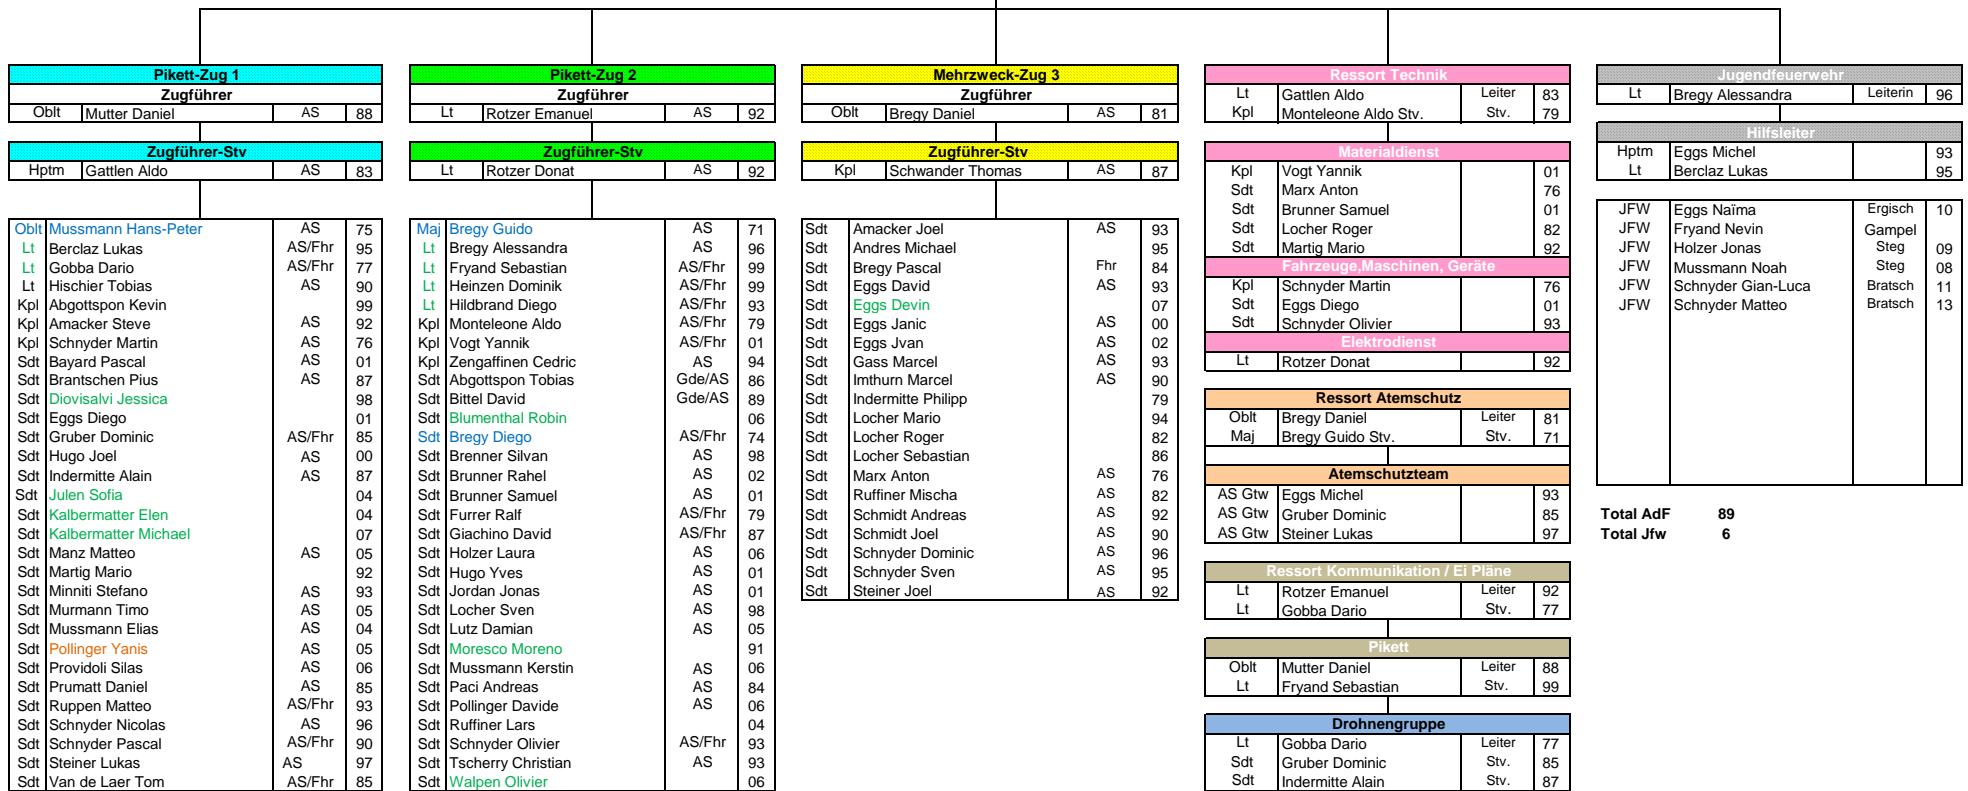 Pikett-Zug 1
Zugführer
Oblt Mutter Daniel AS 88
Zugführer-Stv
Hptm Gattlen Aldo AS 83
Oblt Mussmann Hans-Peter AS 75
Lt Berclaz Lukas AS/Fhr 95
Lt Gobba Dario AS/Fhr 77
Lt Hischier Tobias AS 90
Kpl Abgottspon Kevin 99
Kpl Amacker Steve AS 92
Kpl Schnyder Martin AS 76
Sdt Bayard Pascal AS 01
Sdt Brantschen Pius AS 87
Sdt Diovisalvi Jessica 98
Sdt Eggs Diego 01
Sdt Gruber Dominic AS/Fhr 85
Sdt Hugo Joel AS 00
Sdt Indermitte Alain AS 87
Sdt Julen Sofia 04
Sdt Kalbermatter Elen 04
Sdt Kalbermatter Michael 07
Sdt Manz Matteo AS 05
Sdt Martig Mario 92
Sdt Minniti Stefano AS 93
Sdt Murmann Timo AS 05
Sdt Mussmann Elias AS 04
Sdt Pollinger Yanis AS 05
Sdt Providoli Silas AS 06
Sdt Prumatt Daniel AS 85
Sdt Ruppen Matteo AS/Fhr 93
Sdt Schnyder Nicolas AS 96
Sdt Schnyder Pascal AS/Fhr 90
Sdt Steiner Lukas AS 97
Sdt Van de Laer Tom AS/Fhr 85
Pikett-Zug 2
Zugführer
Lt Rotzer Emanuel AS 92
Zugführer-Stv
Lt Rotzer Donat AS 92
Maj Bregy Guido AS 71
Lt Bregy Alessandra AS 96
Lt Fryand Sebastian AS/Fhr 99
Lt Heinzen Dominik AS/Fhr 99
Lt Hildbrand Diego AS/Fhr 93
Kpl Monteleone Aldo AS/Fhr 79
Kpl Vogt Yannik AS/Fhr 01
Kpl Zengaffinen Cedric AS 94
Sdt Abgottspon Tobias Gde/AS 86
Sdt Bittel David Gde/AS 89
Sdt Blumenthal Robin 06
Sdt Bregy Diego AS/Fhr 74
Sdt Brenner Silvan AS 98
Sdt Brunner Rahel AS 02
Sdt Brunner Samuel AS 01
Sdt Furrer Ralf AS/Fhr 79
Sdt Giachino David AS/Fhr 87
Sdt Holzer Laura AS 06
Sdt Hugo Yves AS 01
Sdt Jordan Jonas AS 01
Sdt Locher Sven AS 98
Sdt Lutz Damian AS 05
Sdt Moresco Moreno 91
Sdt Mussmann Kerstin AS 06
Sdt Paci Andreas AS 84
Sdt Pollinger Davide AS 06
Sdt Ruffiner Lars 04
Sdt Schnyder Olivier AS/Fhr 93
Sdt Tscherry Christian AS 93
Sdt Walpen Olivier 06
Mehrzweck-Zug 3
Zugführer
Oblt Bregy Daniel AS 81
Zugführer-Stv
Kpl Schwander Thomas AS 87
Sdt Amacker Joel AS 93
Sdt Andres Michael 95
Sdt Bregy Pascal Fhr 84
Sdt Eggs David AS 93
Sdt Eggs Devin 07
Sdt Eggs Janic AS 00
Sdt Eggs Jvan AS 02
Sdt Gass Marcel AS 93
Sdt Imthurn Marcel AS 90
Sdt Indermitte Philipp 79
Sdt Locher Mario 94
Sdt Locher Roger 82
Sdt Locher Sebastian 86
Sdt Marx Anton AS 76
Sdt Ruffiner Mischa AS 82
Sdt Schmidt Andreas AS 92
Sdt Schmidt Joel AS 90
Sdt Schnyder Dominic AS 96
Sdt Schnyder Sven AS 95
Sdt Steiner Joel AS 92
Ressort Technik
Lt Gattlen Aldo Leiter 83
Kpl Monteleone Aldo Stv. Stv. 79
Materialdienst
Kpl Vogt Yannik 01
Sdt Marx Anton 76
Sdt Brunner Samuel 01
Sdt Locher Roger 82
Sdt Martig Mario 92
Fahrzeuge,Maschinen, Geräte
Kpl Schnyder Martin 76
Sdt Eggs Diego 01
Sdt Schnyder Olivier 93
Elektrodienst
Lt Rotzer Donat 92
Ressort Atemschutz
Oblt Bregy Daniel Leiter 81
Maj Bregy Guido Stv. Stv. 71
Atemschutzteam
AS Gtw Eggs Michel 93
AS Gtw Gruber Dominic 85
AS Gtw Steiner Lukas 97
Ressort Kommunikation / Ei Pläne
Lt Rotzer Emanuel Leiter 92
Lt Gobba Dario Stv. 77
Pikett
Oblt Mutter Daniel Leiter 88
Lt Fryand Sebastian Stv. 99
Drohnengruppe
Lt Gobba Dario Leiter 77
Sdt Gruber Dominic Stv. 85
Sdt Indermitte Alain Stv. 87
Jugendfeuerwehr
Lt Bregy Alessandra Leiterin 96
Hilfsleiter
Hptm Eggs Michel 93
Lt Berclaz Lukas 95
JFW Eggs Naïma Ergisch 10
JFW Fryand Nevin Gampel
JFW Holzer Jonas Steg 09
JFW Mussmann Noah Steg 08
JFW Schnyder Gian-Luca Bratsch 11
JFW Schnyder Matteo Bratsch 13
Total AdF 89
Total Jfw 6